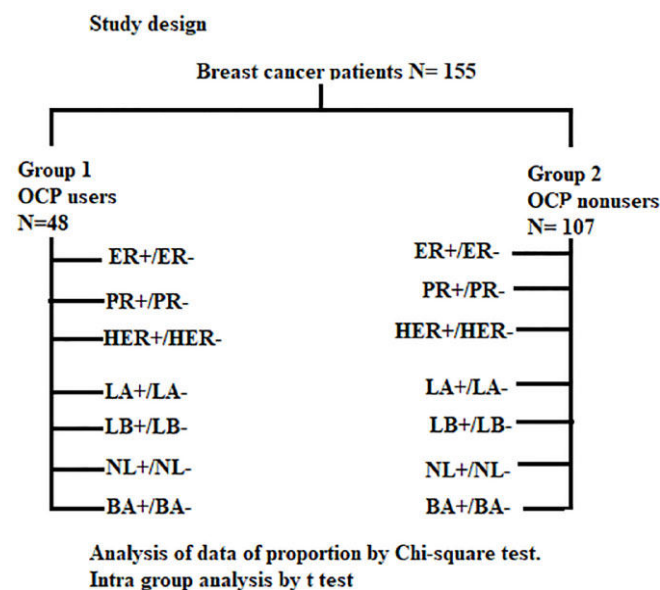 Study design
Breast cancer patients N= 155
Group 1
OCP users
N=48
ER+/ER-
PR+/PR-
HER+/HER-
LA+/LA-
LB+/LB-
NL+/NL-
BA+/BA-
Group 2
OCP nonusers
N= 107
ER+/ER-
PR+/PR-
HER+/HER-
LA+/LA-
LB+/LB-
NL+/NL-
BA+/BA-
Analysis of data of proportion by Chi-square test.
Intra group analysis by t test